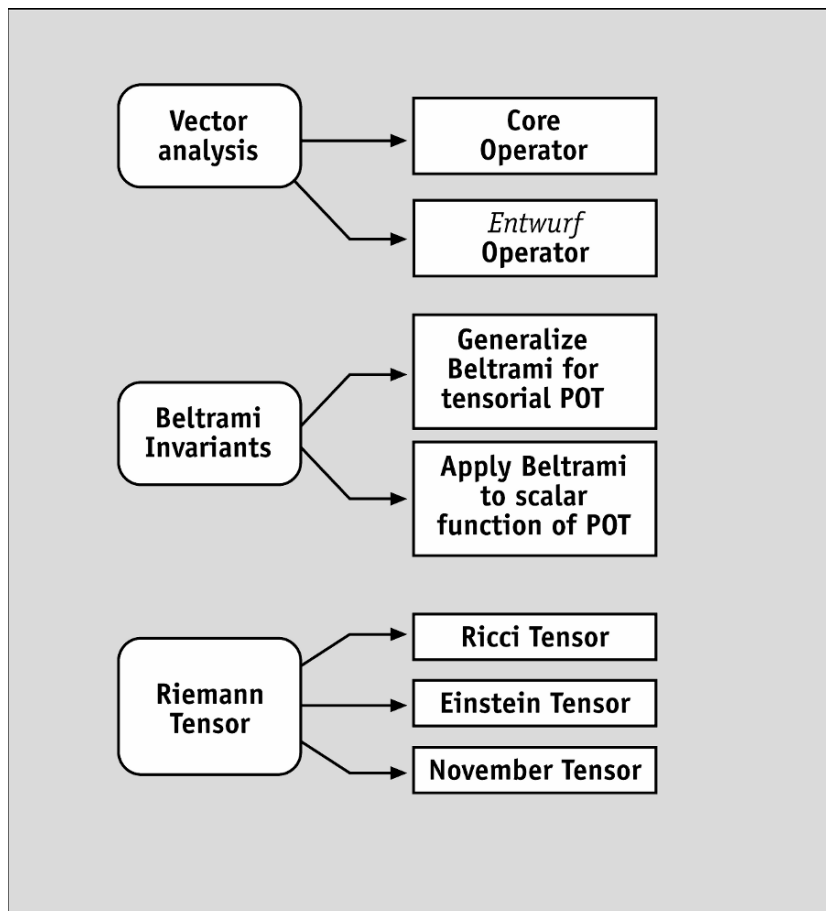 Vector
analysis
Core
Operator
Entwurf
Operator
Beltrami
Invariants
Generalize
Beltrami for
tensorial POT
Apply Beltrami
to scalar
function of POT
Riemann
Tensor
Ricci Tensor
Einstein Tensor
November Tensor